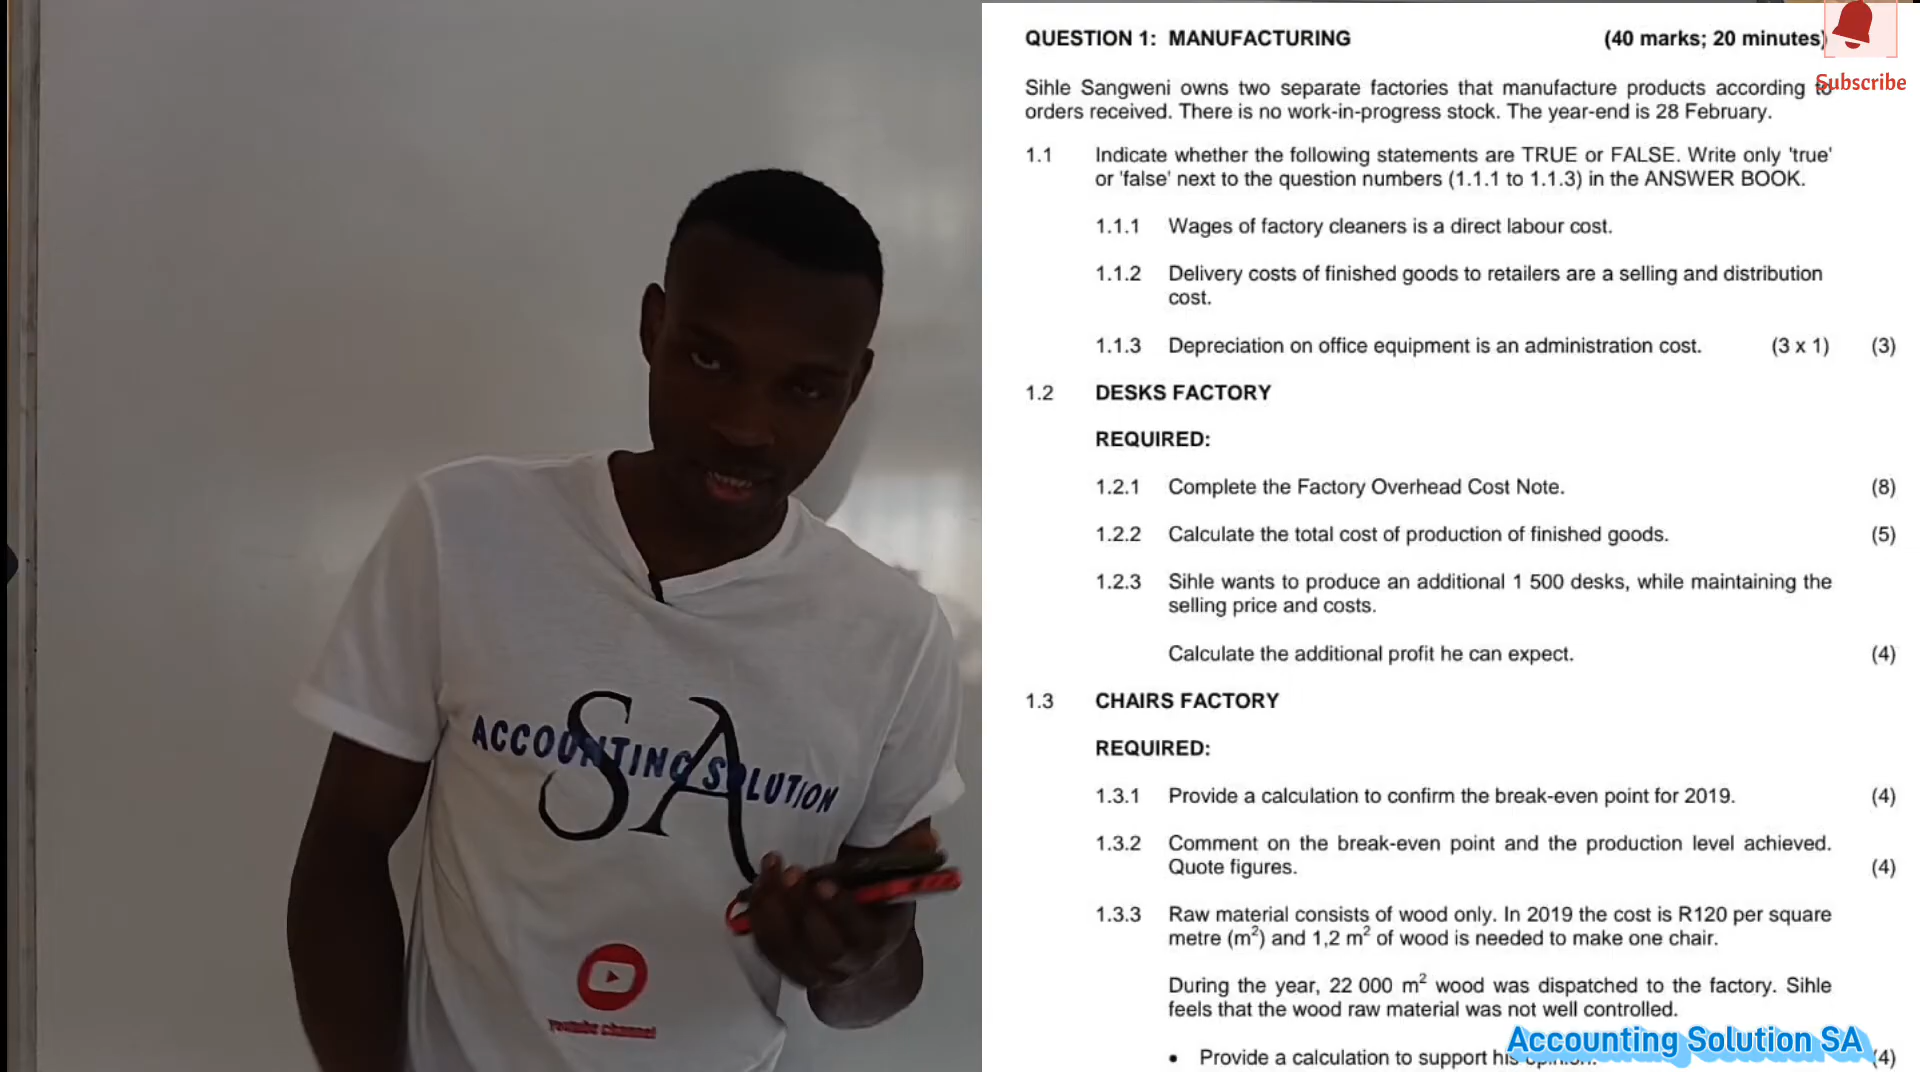 QUESTION 1: MANUFACTURING (40 marks; 20 minutes)
Subscribe
Sihle Sangweni owns two separate factories that manufacture products according to
orders received. There is no work-in-progress stock. The year-end is 28 February.
1.1 Indicate whether the following statements are TRUE or FALSE. Write only 'true'
or 'false' next to the question numbers (1.1.1 to 1.1.3) in the ANSWER BOOK.
1.1.1 Wages of factory cleaners is a direct labour cost.
1.1.2 Delivery costs of finished goods to retailers are a selling and distribution
cost.
1.1.3 Depreciation on office equipment is an administration cost. (3 x 1) (3)
1.2 DESKS FACTORY
REQUIRED:
1.2.1 Complete the Factory Overhead Cost Note. (8)
1.2.2 Calculate the total cost of production of finished goods. (5)
1.2.3 Sihle wants to produce an additional 1 500 desks, while maintaining the
selling price and costs.
Calculate the additional profit he can expect. (4)
1.3 CHAIRS FACTORY
REQUIRED:
1.3.1 Provide a calculation to confirm the break-even point for 2019. (4)
1.3.2 Comment on the break-even point and the production level achieved.
Quote figures. (4)
1.3.3 Raw material consists of wood only. In 2019 the cost is R120 per square
metre (m²) and 1,2 m² of wood is needed to make one chair.
During the year, 22 000 m² wood was dispatched to the factory. Sihle
feels that the wood raw material was not well controlled.
• Provide a calculation to support his opinion. (4)
Accounting Solution SA
SA
ACCOUNTING SOLUTION
youtube channel